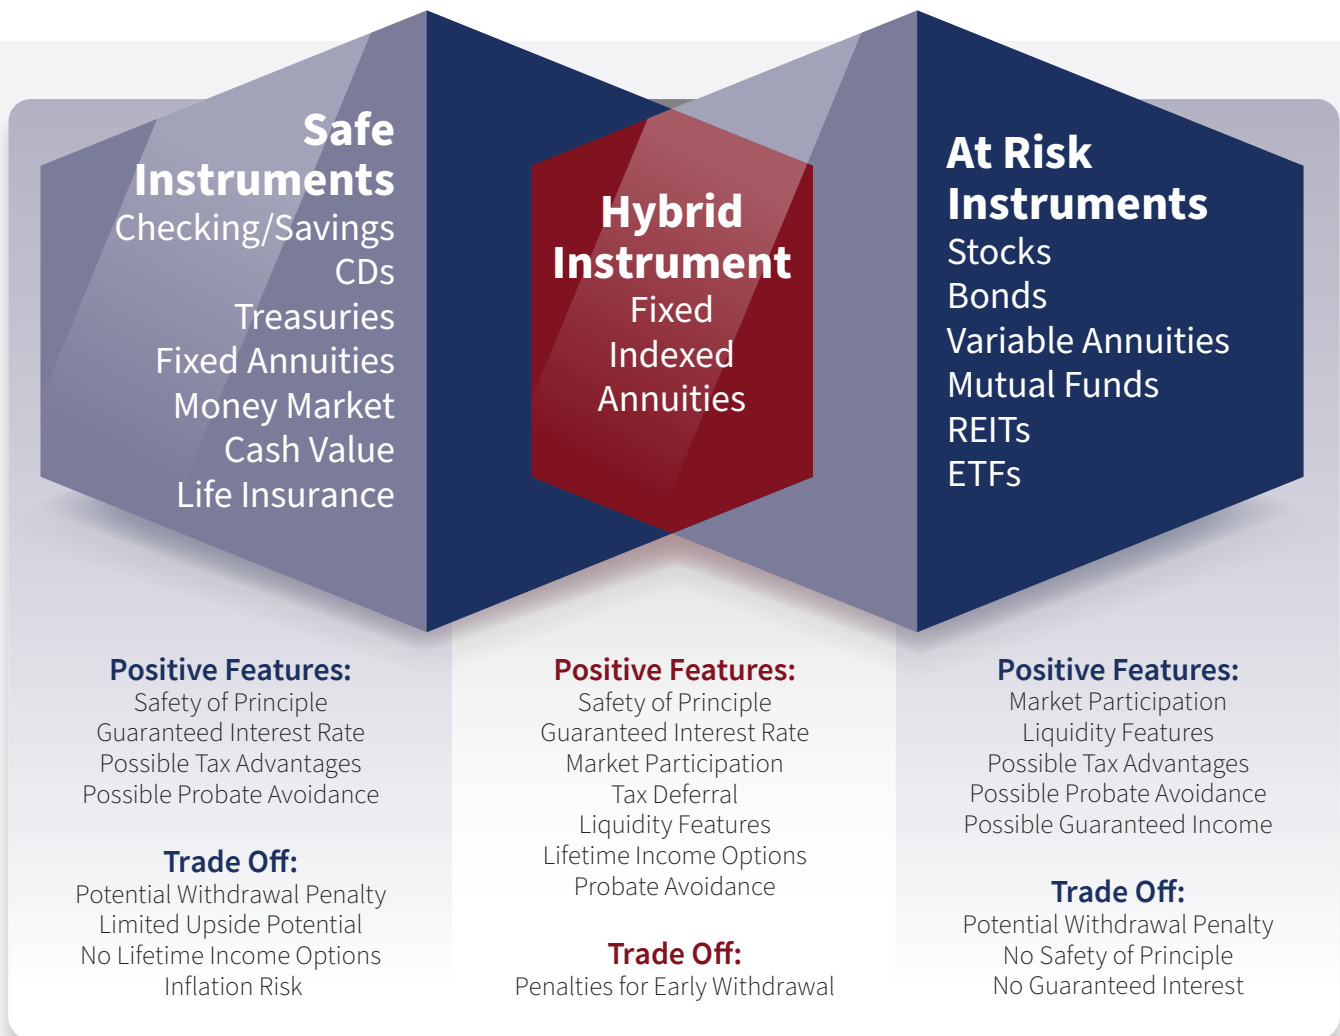 Safe
Instruments
Checking/Savings
CDs
Treasuries
Fixed Annuities
Money Market
Cash Value
Life Insurance
Hybrid
Instrument
Fixed
Indexed
Annuities
At Risk
Instruments
Stocks
Bonds
Variable Annuities
Mutual Funds
REITs
ETFs
Positive Features:
Safety of Principle
Guaranteed Interest Rate
Possible Tax Advantages
Possible Probate Avoidance
Trade Off:
Potential Withdrawal Penalty
Limited Upside Potential
No Lifetime Income Options
Inflation Risk
Positive Features:
Safety of Principle
Guaranteed Interest Rate
Market Participation
Tax Deferral
Liquidity Features
Lifetime Income Options
Probate Avoidance
Trade Off:
Penalties for Early Withdrawal
Positive Features:
Market Participation
Liquidity Features
Possible Tax Advantages
Possible Probate Avoidance
Possible Guaranteed Income
Trade Off:
Potential Withdrawal Penalty
No Safety of Principle
No Guaranteed Interest